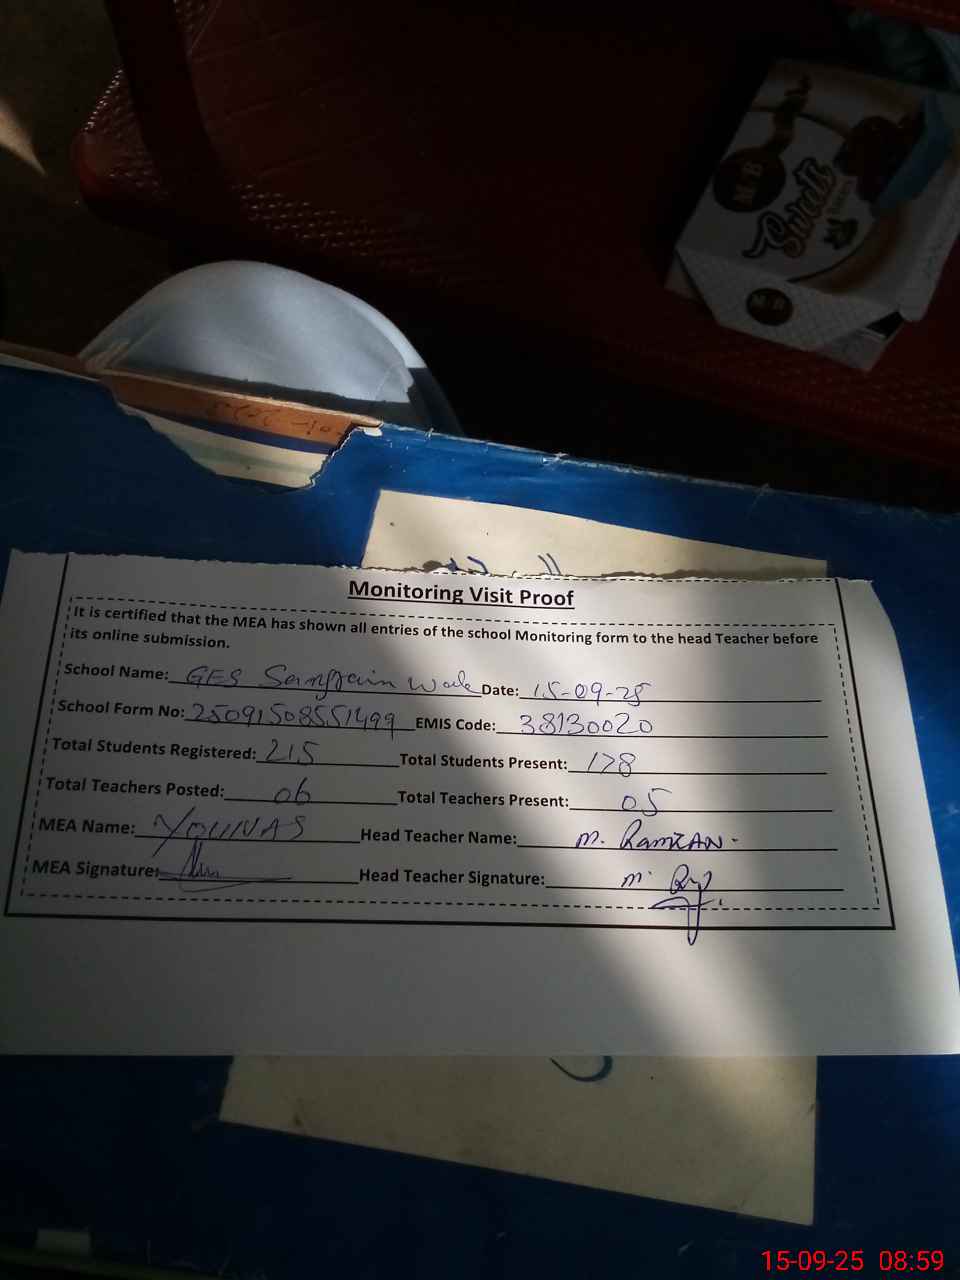 M&B
Swatt
M&B
Monitoring Visit Proof
It is certified that the MEA has shown all entries of the school Monitoring form to the head Teacher before
its online submission.
School Name: GES Date: 15-09-25
School Form No: 25091508551499 EMIS Code: 38130020
Total Students Registered: 215 Total Students Present: 178
Total Teachers Posted: 06 Total Teachers Present: 05
MEA Name: YOUNAS Head Teacher Name: M. RamZAN-
MEA Signature: Head Teacher Signature: m.
15-09-25 08:59